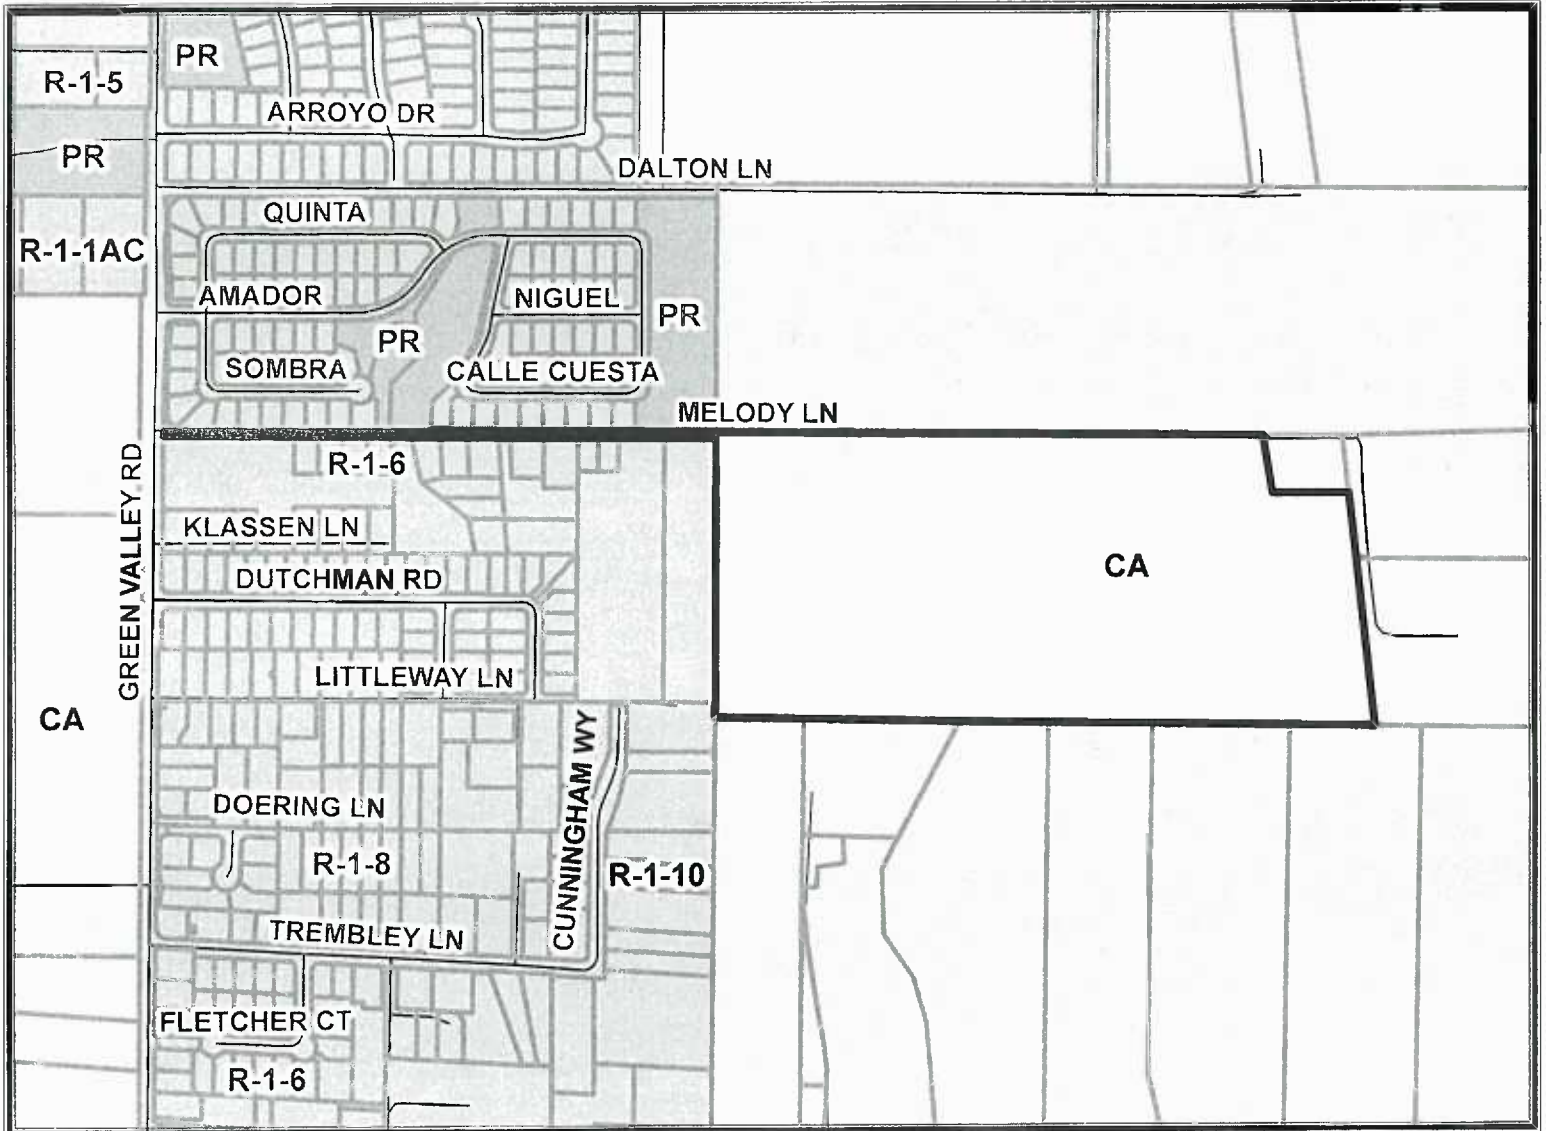 PR
R-1-5
ARROYO DR
PR
DALTON LN
QUINTA
R-1-1AC
AMADOR
NIGUEL
PR
PR
SOMBRA
CALLE CUESTA
MELODY LN
R-1-6
GREEN VALLEY RD
KLASSEN LN
CA
DUTCHMAN RD
LITTLEWAY LN
CA
CUNNINGHAM WY
DOERING LN
R-1-8
R-1-10
TREMBLEY LN
FLETCHER CT
R-1-6